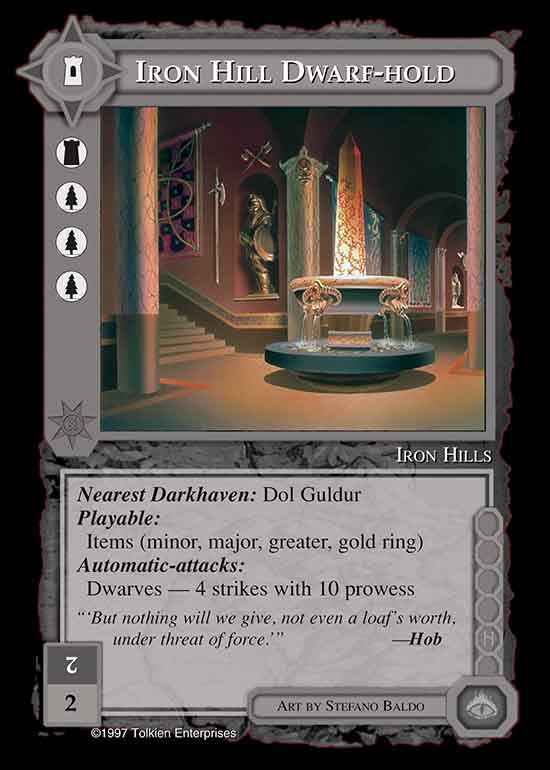 IRON HILL DWARF-HOLD
IRON HILLS
Nearest Darkhaven: Dol Guldur
Playable:
Items (minor, major, greater, gold ring)
Automatic-attacks:
Dwarves — 4 strikes with 10 prowess
“‘But nothing will we give, not even a loaf’s worth,
under threat of force.’” —Hob
H
2
2
ART BY STEFANO BALDO
©1997 Tolkien Enterprises